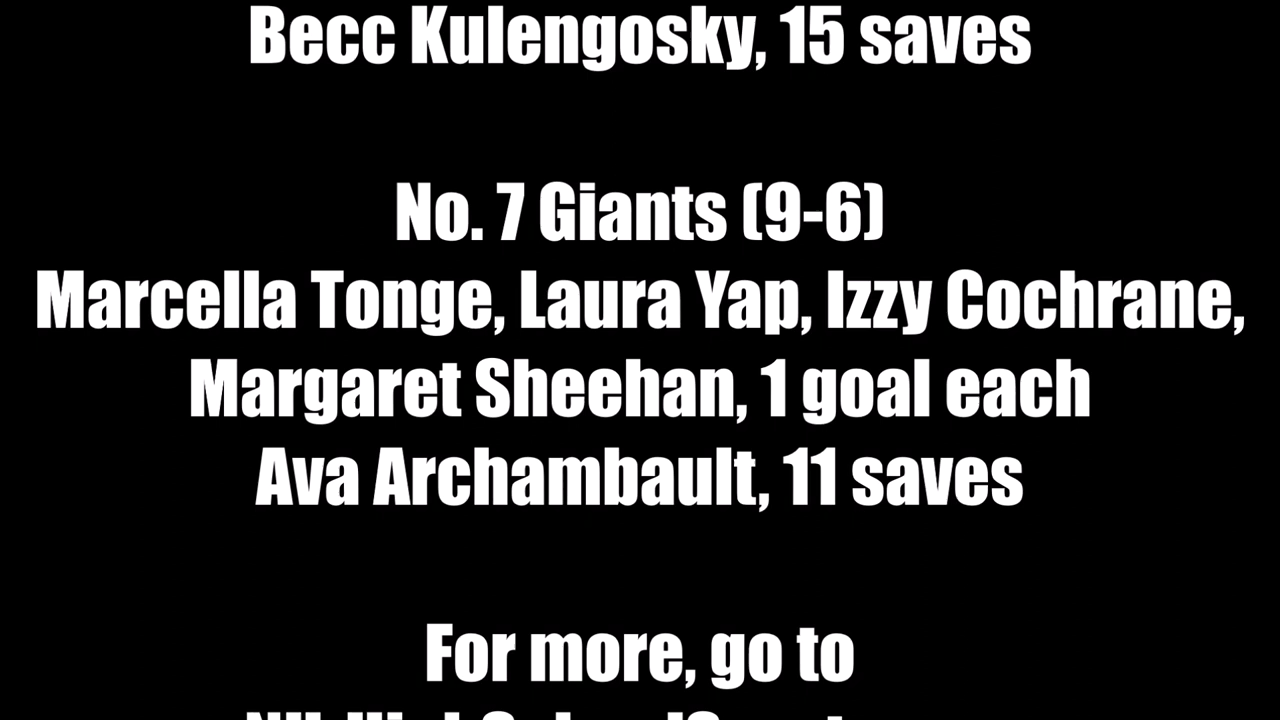 Becc Kulengosky, 15 saves
No. 7 Giants (9-6)
Marcella Tonge, Laura Yap, Izzy Cochrane,
Margaret Sheehan, 1 goal each
Ava Archambault, 11 saves
For more, go to